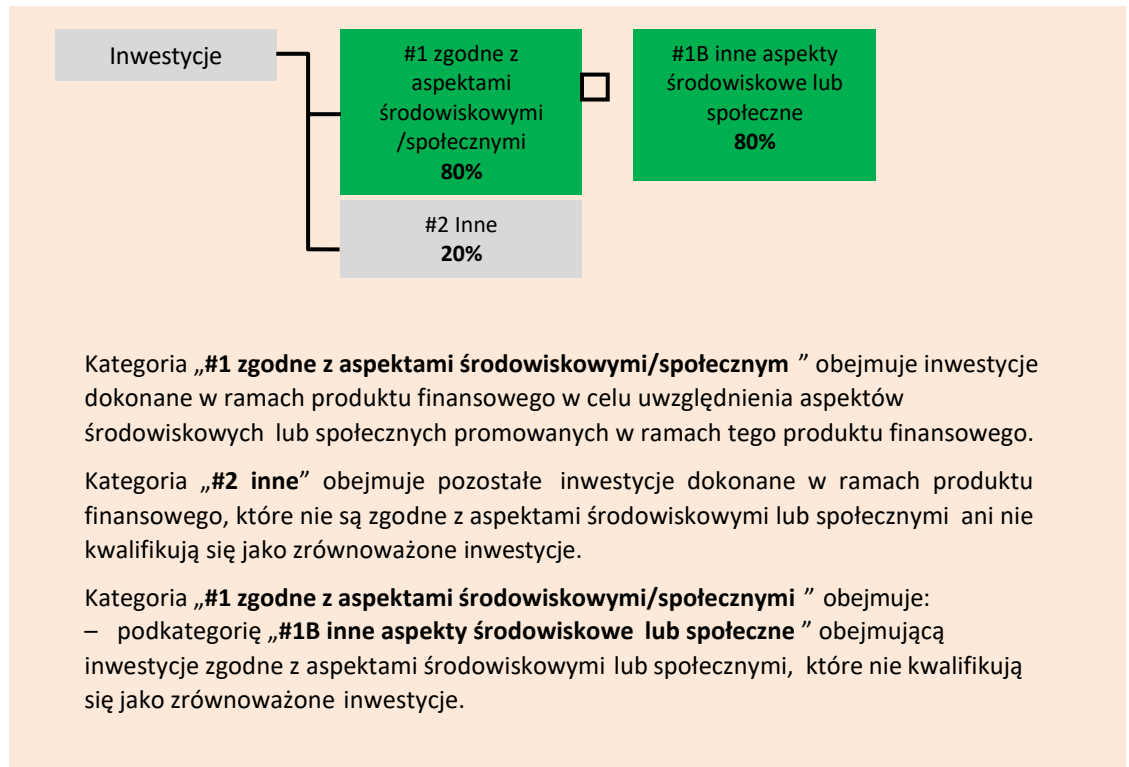 Inwestycje
#1 zgodne z
aspektami
środowiskowymi
/społecznymi
80%
#1B inne aspekty
środowiskowe lub
społeczne
80%
#2 Inne
20%
Kategoria „#1 zgodne z aspektami środowiskowymi/społecznym ” obejmuje inwestycje
dokonane w ramach produktu finansowego w celu uwzględnienia aspektów
środowiskowych lub społecznych promowanych w ramach tego produktu finansowego.
Kategoria „#2 inne” obejmuje pozostałe inwestycje dokonane w ramach produktu
finansowego, które nie są zgodne z aspektami środowiskowymi lub społecznymi ani nie
kwalifikują się jako zrównoważone inwestycje.
Kategoria „#1 zgodne z aspektami środowiskowymi/społecznymi ” obejmuje:
– podkategorię „#1B inne aspekty środowiskowe lub społeczne ” obejmującą
inwestycje zgodne z aspektami środowiskowymi lub społecznymi, które nie kwalifikują
się jako zrównoważone inwestycje.